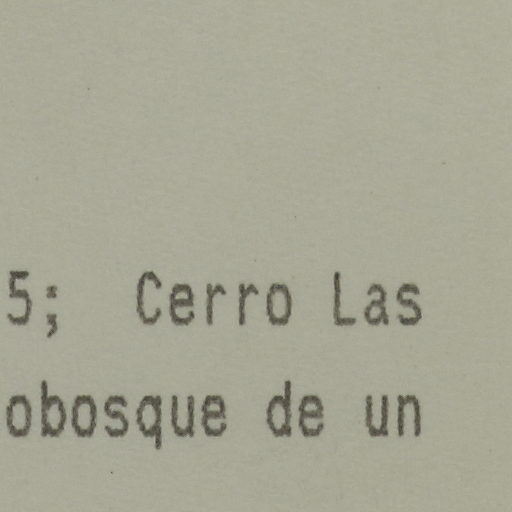 5;  Cerro Las
obosque de un